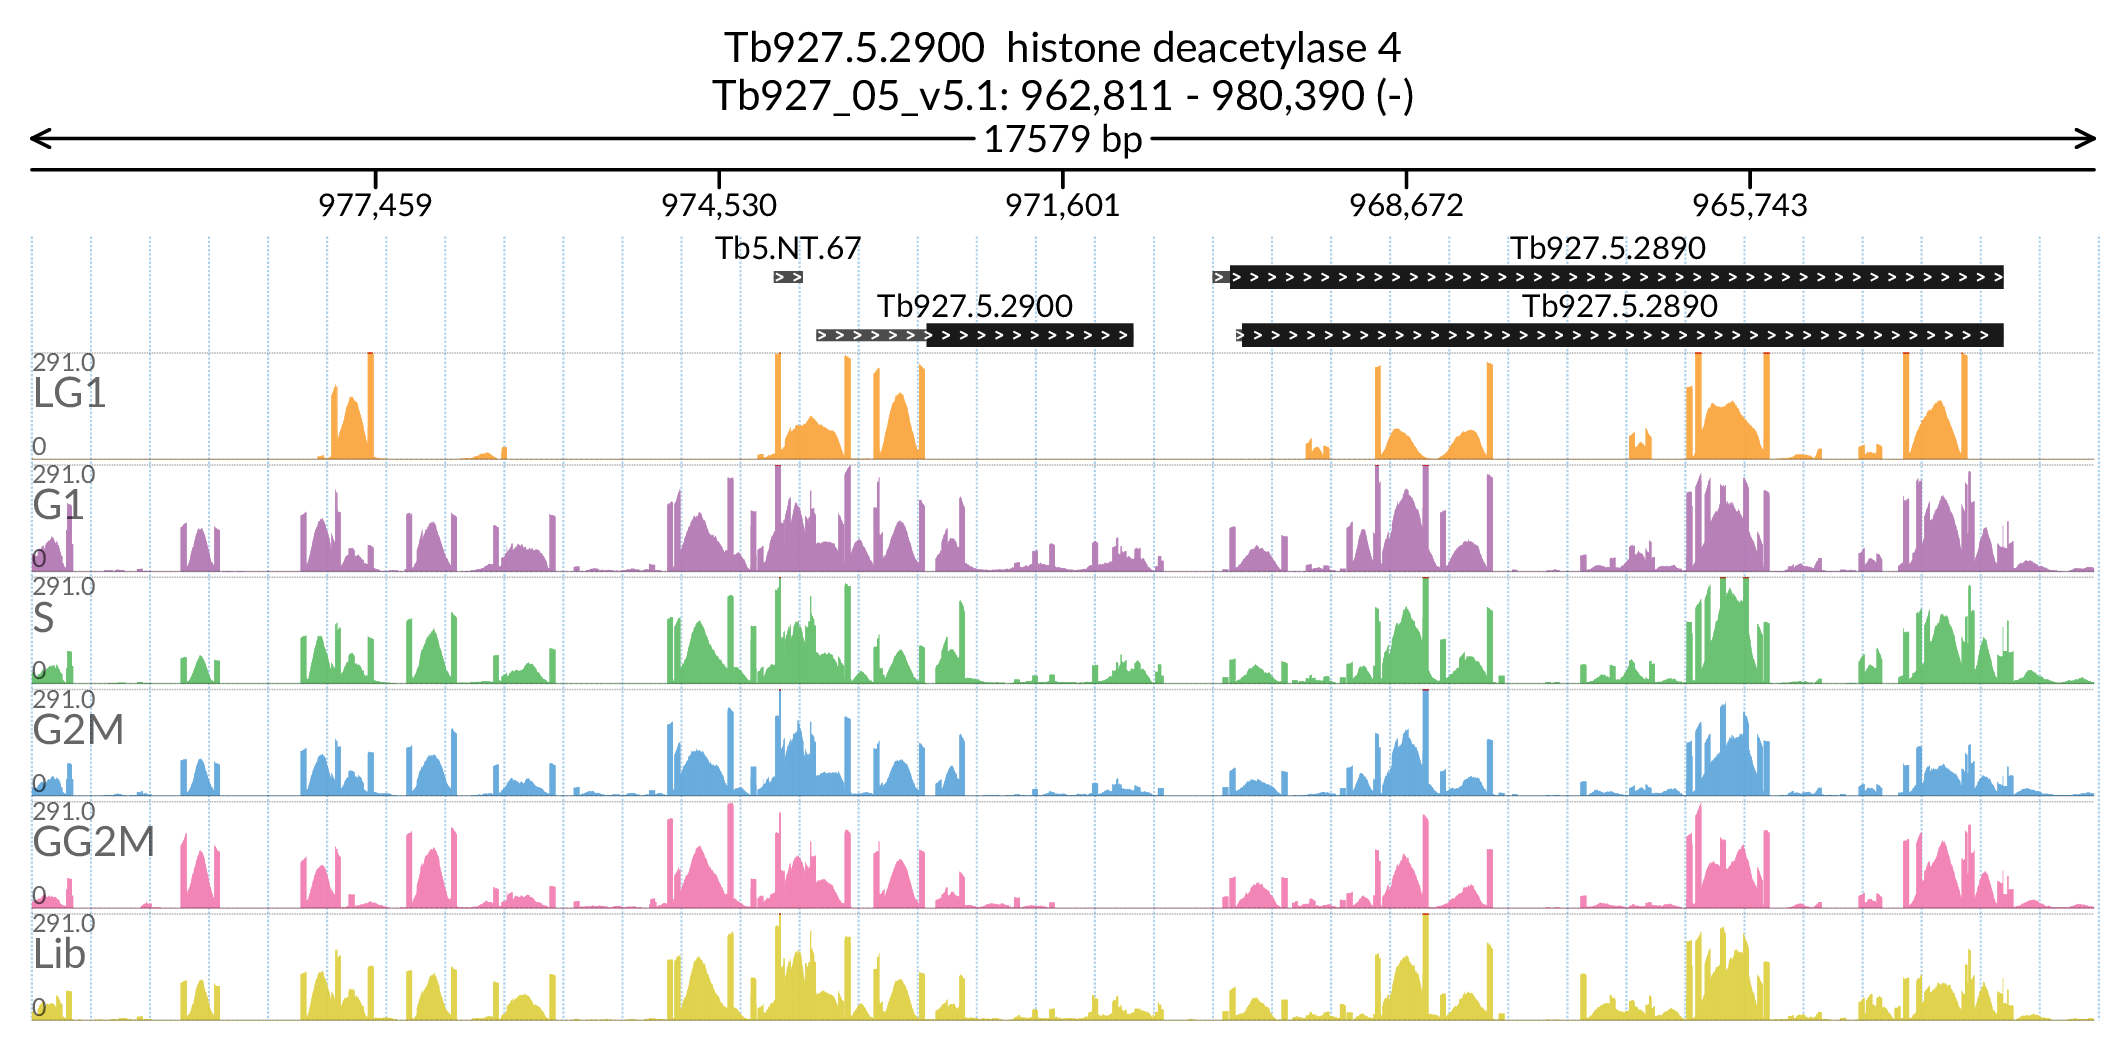 Tb927.5.2900  histone deacetylase 4
Tb927_05_v5.1: 962,811 - 980,390 (-)
17579 bp
977,459 974,530 971,601 968,672 965,743
Tb5.NT.67 Tb927.5.2890
Tb927.5.2900 Tb927.5.2890
291.0
LG1
0
291.0
G1
0
291.0
S
0
291.0
G2M
0
291.0
GG2M
0
291.0
Lib
0